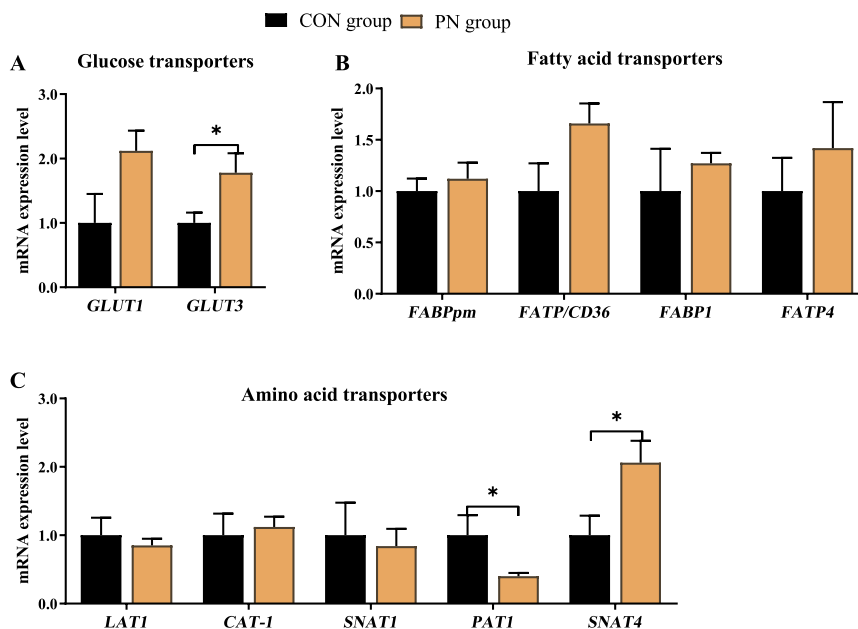 CON group PN group
A
Glucose transporters
mRNA expression level
3.0
2.0
1.0
0.0
*
GLUT1 GLUT3
B
Fatty acid transporters
mRNA expression level
2.0
1.5
1.0
0.5
0.0
FABPpm FATP/CD36 FABP1 FATP4
C
Amino acid transporters
mRNA expression level
3.0
2.0
1.0
0.0
*
*
LAT1 CAT-1 SNAT1 PAT1 SNAT4